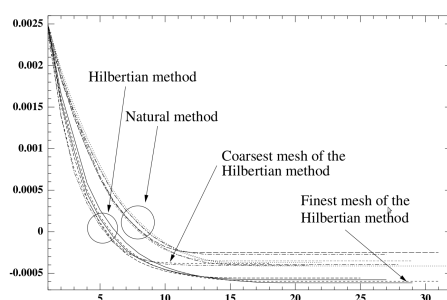 0.0025
0.002
Hilbertian method
0.0015
Natural method
0.001
Coarsest mesh of the
Hilbertian method
0.0005
Finest mesh of the
Hilbertian method
0
-0.0005
5
10
15
20
25
30